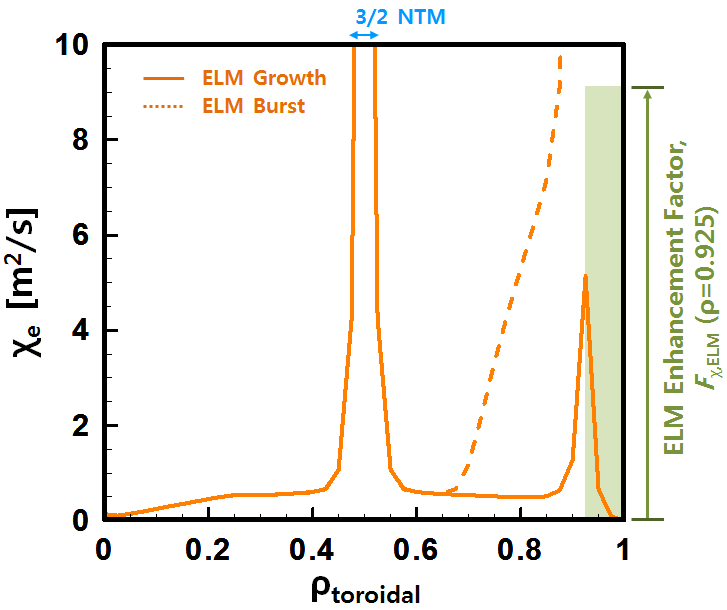 3/2 NTM
10
8
6
4
2
0
χe [m²/s]
ELM Growth
ELM Burst
0
0.2
0.4
0.6
0.8
1
ρtoroidal
ELM Enhancement Factor,
Fχ,ELM (ρ=0.925)